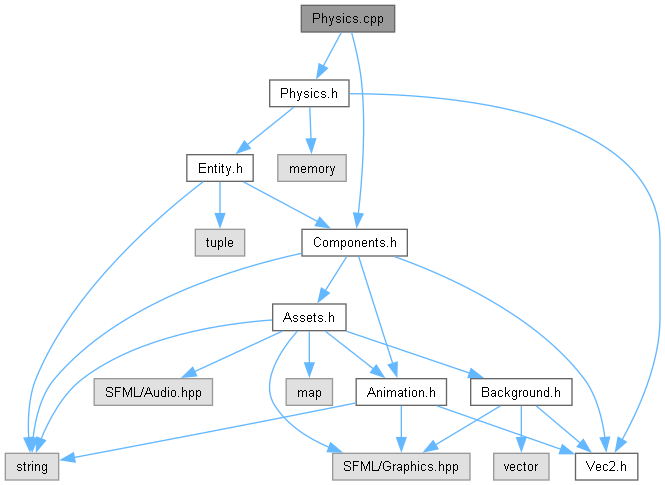 Physics.cpp
Physics.h
Entity.h
memory
tuple
Components.h
Assets.h
SFML/Audio.hpp
map
Animation.h
Background.h
string
SFML/Graphics.hpp
vector
Vec2.h